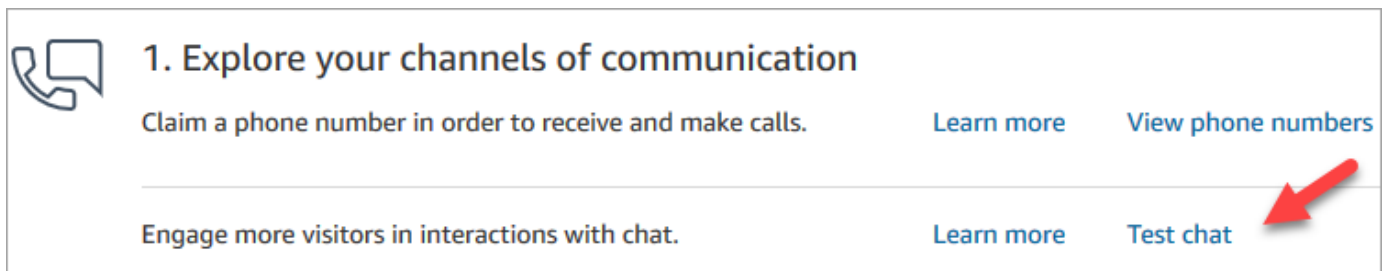 1. Explore your channels of communication
Claim a phone number in order to receive and make calls. Learn more View phone numbers
Engage more visitors in interactions with chat. Learn more Test chat